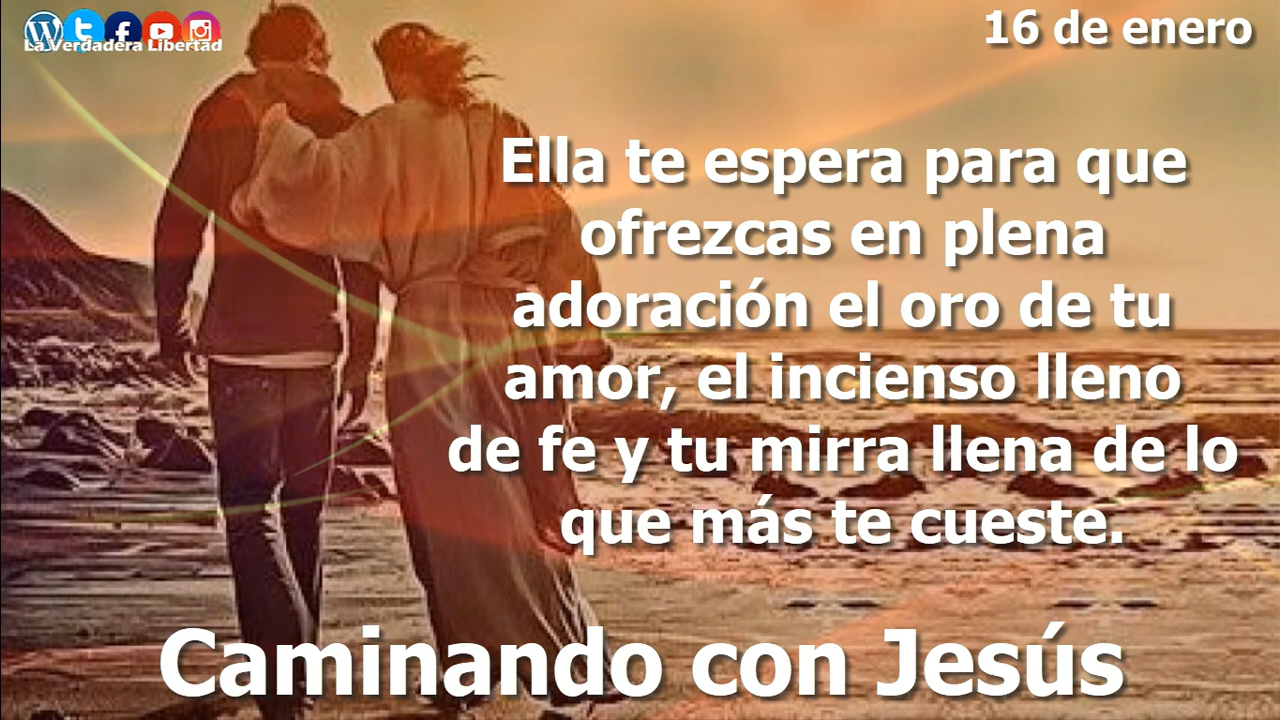 La Verdadera Libertad
16 de enero
Ella te espera para que
ofrezcas en plena
adoración el oro de tu
amor, el incienso lleno
de fe y tu mirra llena de lo
que más te cueste.
Caminando con Jesús